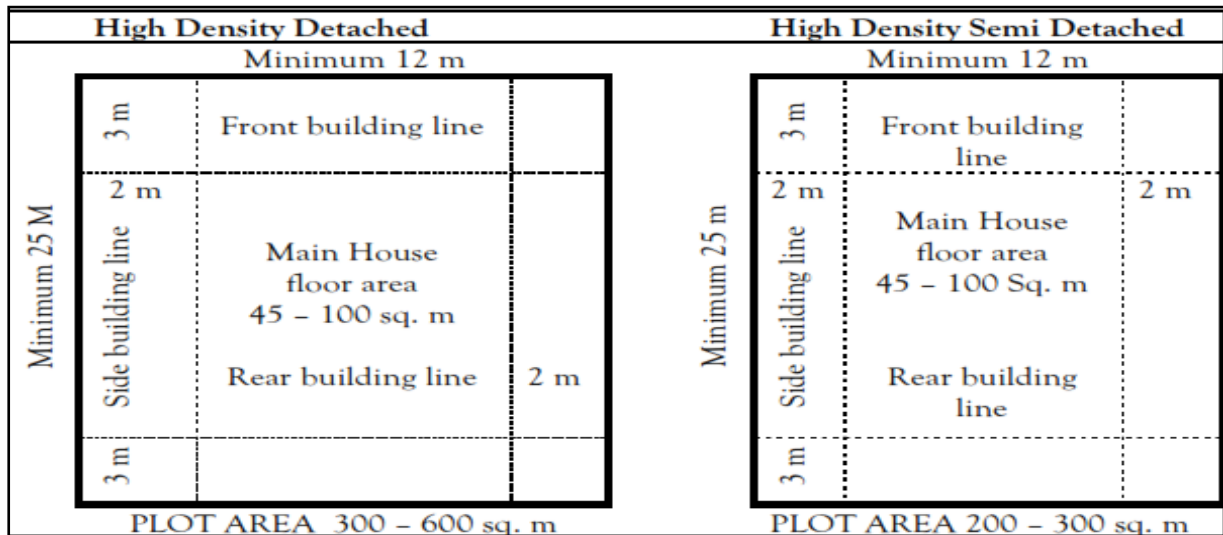 High Density Detached
Minimum 12 m
3 m
Front building line
2 m
Minimum 25 M
Side building line
Main House
floor area
45 – 100 sq. m
Rear building line
2 m
3 m
PLOT AREA 300 – 600 sq. m
High Density Semi Detached
Minimum 12 m
3 m
Front building
line
2 m
2 m
Minimum 25 m
Side building line
Main House
floor area
45 – 100 Sq. m
Rear building
line
3 m
PLOT AREA 200 – 300 sq. m